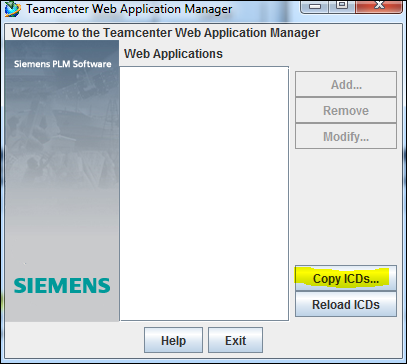 Teamcenter Web Application Manager
Welcome to the Teamcenter Web Application Manager
Siemens PLM Software
Web Applications
Add...
Remove
Modify...
SIEMENS
Copy ICDs...
Reload ICDs
Help
Exit